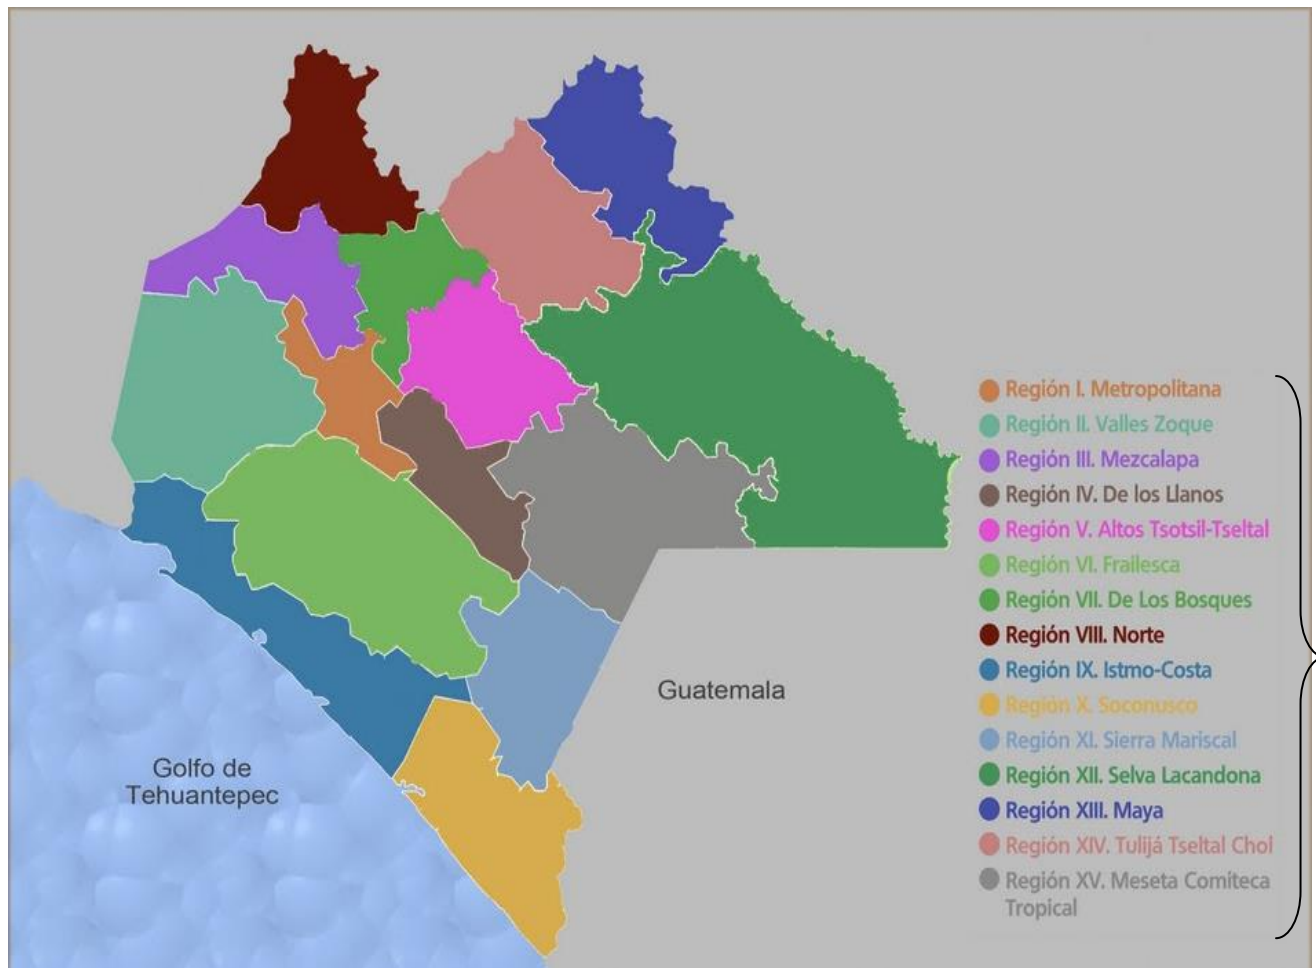 Región I. Metropolitana
Región II. Valles Zoque
Región III. Mezcalapa
Región IV. De los Llanos
Región V. Altos Tsotsil-Tseltal
Región VI. Frailesca
Región VII. De Los Bosques
Región VIII. Norte
Región IX. Istmo-Costa
Región X. Soconusco
Región XI. Sierra Mariscal
Región XII. Selva Lacandona
Región XIII. Maya
Región XIV. Tulijá Tseltal Chol
Región XV. Meseta Comiteca
Tropical
Guatemala
Golfo de
Tehuantepec